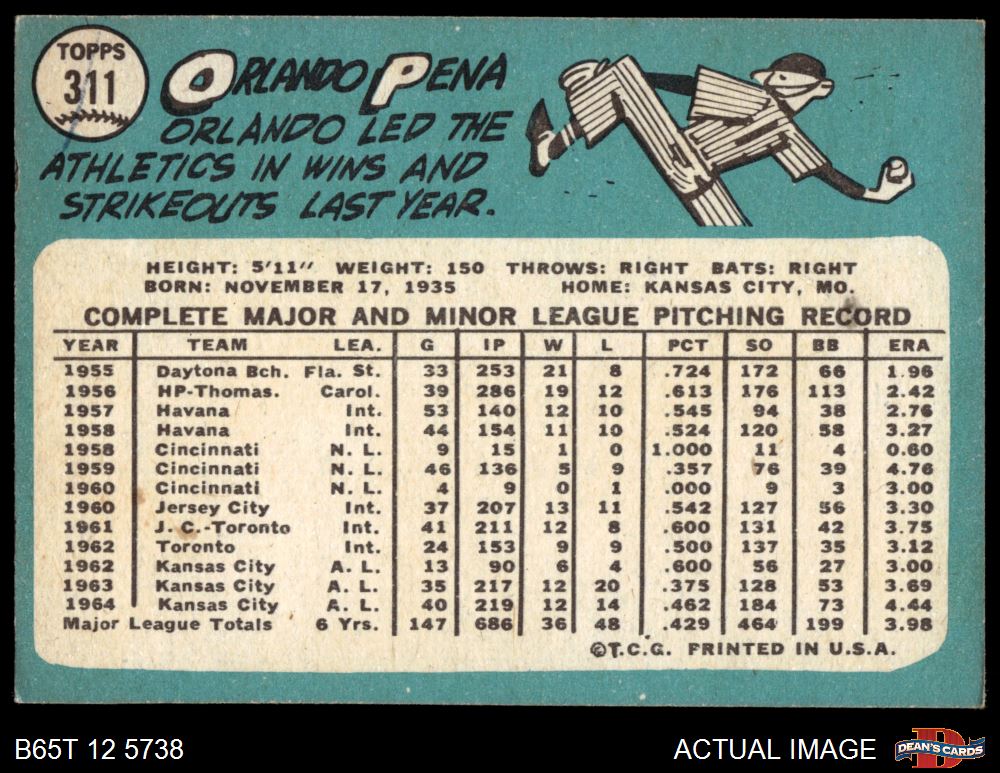 TOPPS
311
ORLANDO PENA
ORLANDO LED THE
ATHLETICS IN WINS AND
STRIKEOUTS LAST YEAR.
HEIGHT: 5'11" WEIGHT: 150 THROWS: RIGHT BATS: RIGHT
BORN: NOVEMBER 17, 1935 HOME: KANSAS CITY, MO.
COMPLETE MAJOR AND MINOR LEAGUE PITCHING RECORD
YEAR TEAM LEA. G IP W L PCT SO BB ERA
1955 Daytona Bch. Fla. St. 33 253 21 8 .724 172 66 1.96
1956 HP-Thomas. Carol. 39 286 19 12 .613 176 113 2.42
1957 Havana Int. 53 140 12 10 .545 94 38 2.76
1958 Havana Int. 44 154 11 10 .524 120 58 3.27
1958 Cincinnati N. L. 9 15 1 0 1.000 11 4 0.60
1959 Cincinnati N. L. 46 136 5 9 .357 76 39 4.76
1960 Cincinnati N. L. 4 9 0 1 .000 9 3 3.00
1960 Jersey City Int. 37 207 13 11 .542 127 56 3.30
1961 J. C.-Toronto Int. 41 211 12 8 .600 131 42 3.75
1962 Toronto Int. 24 153 9 9 .500 137 35 3.12
1962 Kansas City A. L. 13 90 6 4 .600 56 27 3.00
1963 Kansas City A. L. 35 217 12 20 .375 128 53 3.69
1964 Kansas City A. L. 40 219 12 14 .462 184 73 4.44
Major League Totals 6 Yrs. 147 686 36 48 .429 464 199 3.98
©T.C.G. PRINTED IN U.S.A.
B65T 12 5738 ACTUAL IMAGE
D
DEAN'S CARDS